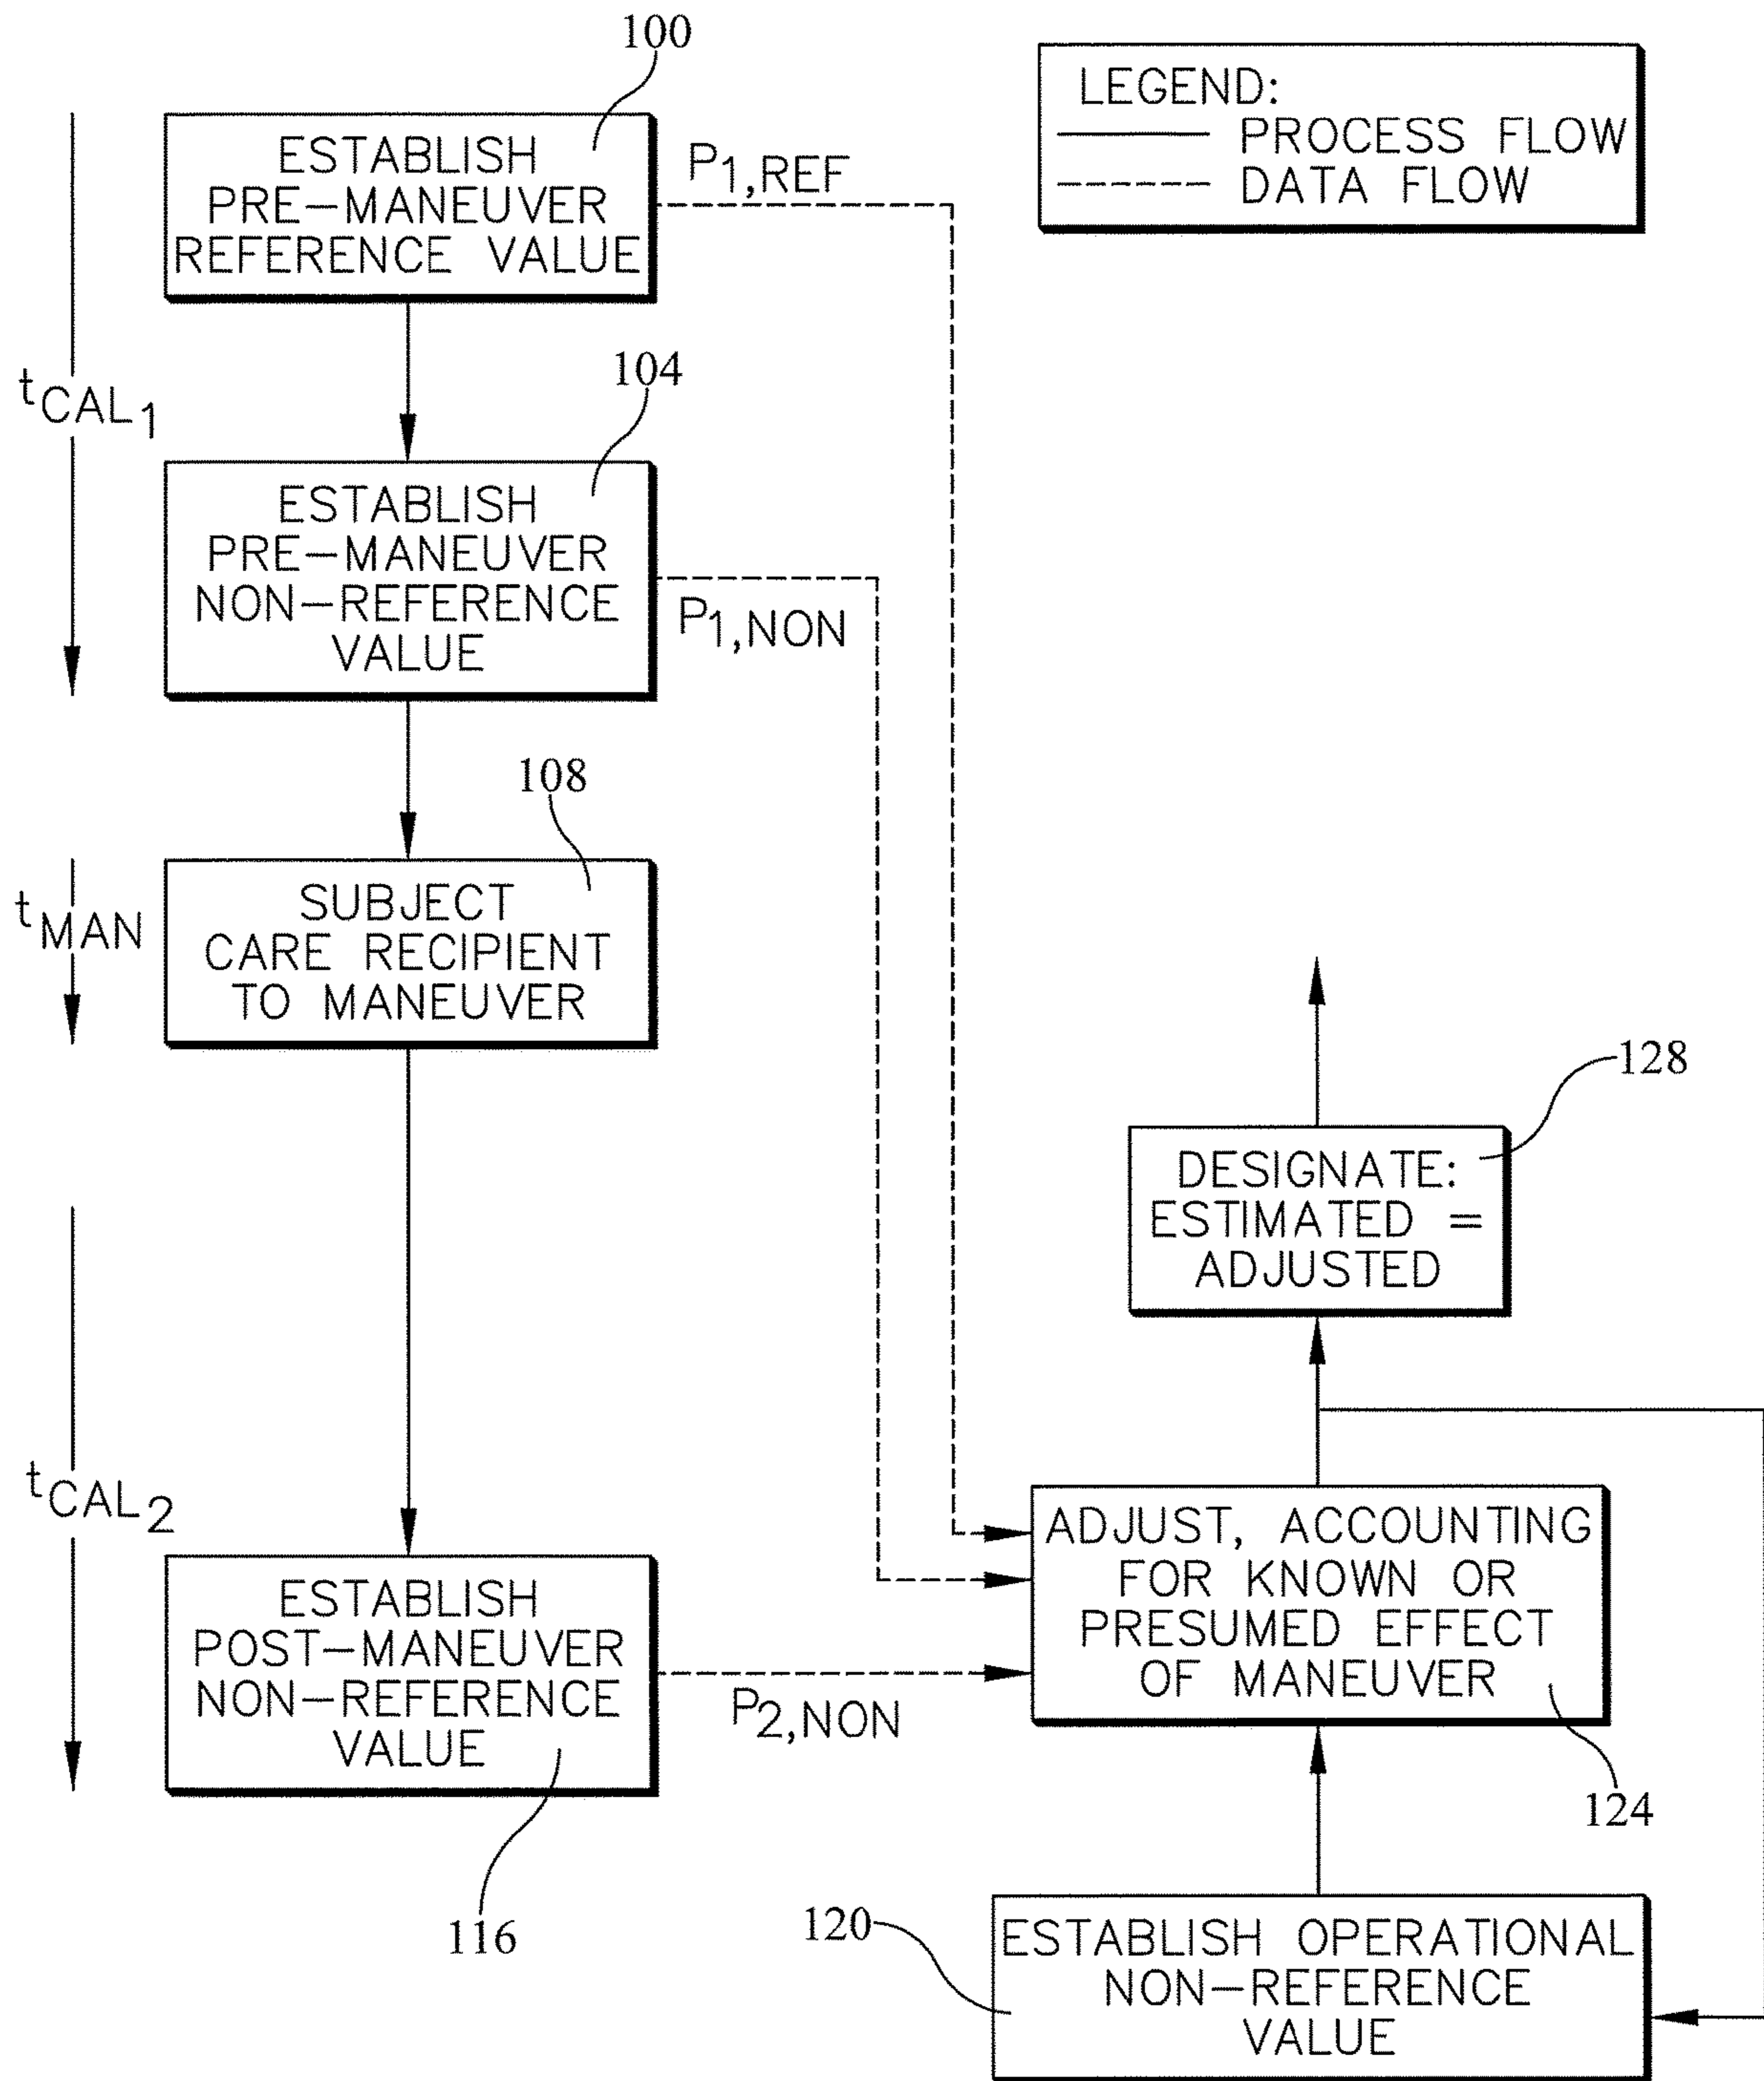 100
LEGEND:
PROCESS FLOW
DATA FLOW
ESTABLISH
PRE-MANEUVER
REFERENCE VALUE
P1,REF
tCAL1
104
ESTABLISH
PRE-MANEUVER
NON-REFERENCE
VALUE
P1,NON
108
tMAN
SUBJECT
CARE RECIPIENT
TO MANEUVER
128
DESIGNATE:
ESTIMATED =
ADJUSTED
tCAL2
ESTABLISH
POST-MANEUVER
NON-REFERENCE
VALUE
P2,NON
116
ADJUST, ACCOUNTING
FOR KNOWN OR
PRESUMED EFFECT
OF MANEUVER
124
120
ESTABLISH OPERATIONAL
NON-REFERENCE
VALUE